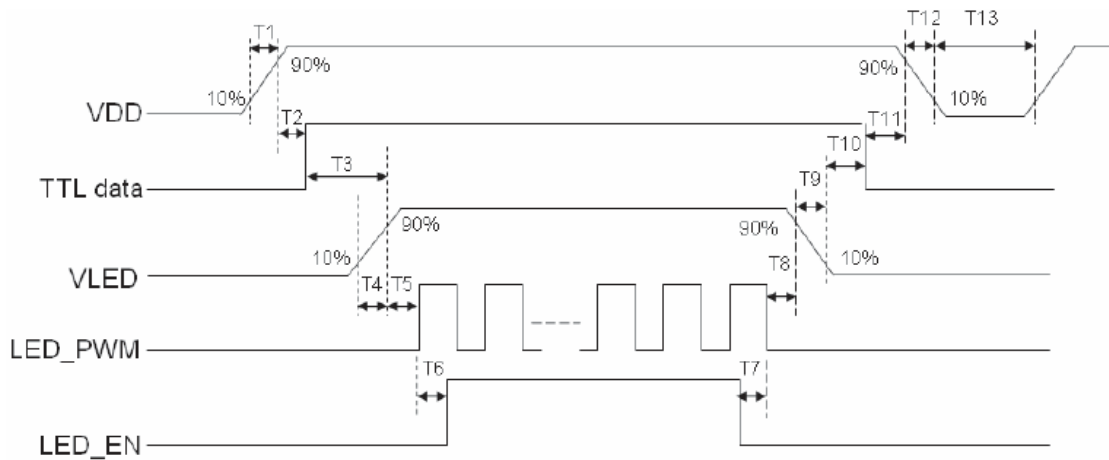 T1
T12 T13
90% 90%
10% 10%
VDD
T2 T11
T3 T10
TTL data
T9
90% 90%
10% 10%
VLED
T4 T5 T8
LED_PWM
T6 T7
LED_EN